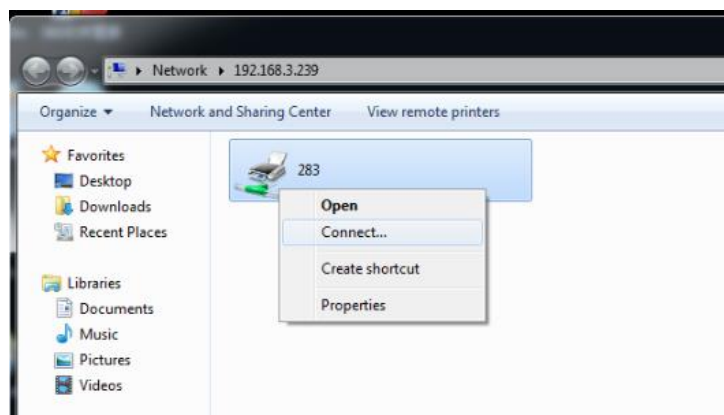 Network ▸ 192.168.3.239
Organize Network and Sharing Center View remote printers
Favorites
Desktop
Downloads
Recent Places
Libraries
Documents
Music
Pictures
Videos
283
Open
Connect...
Create shortcut
Properties